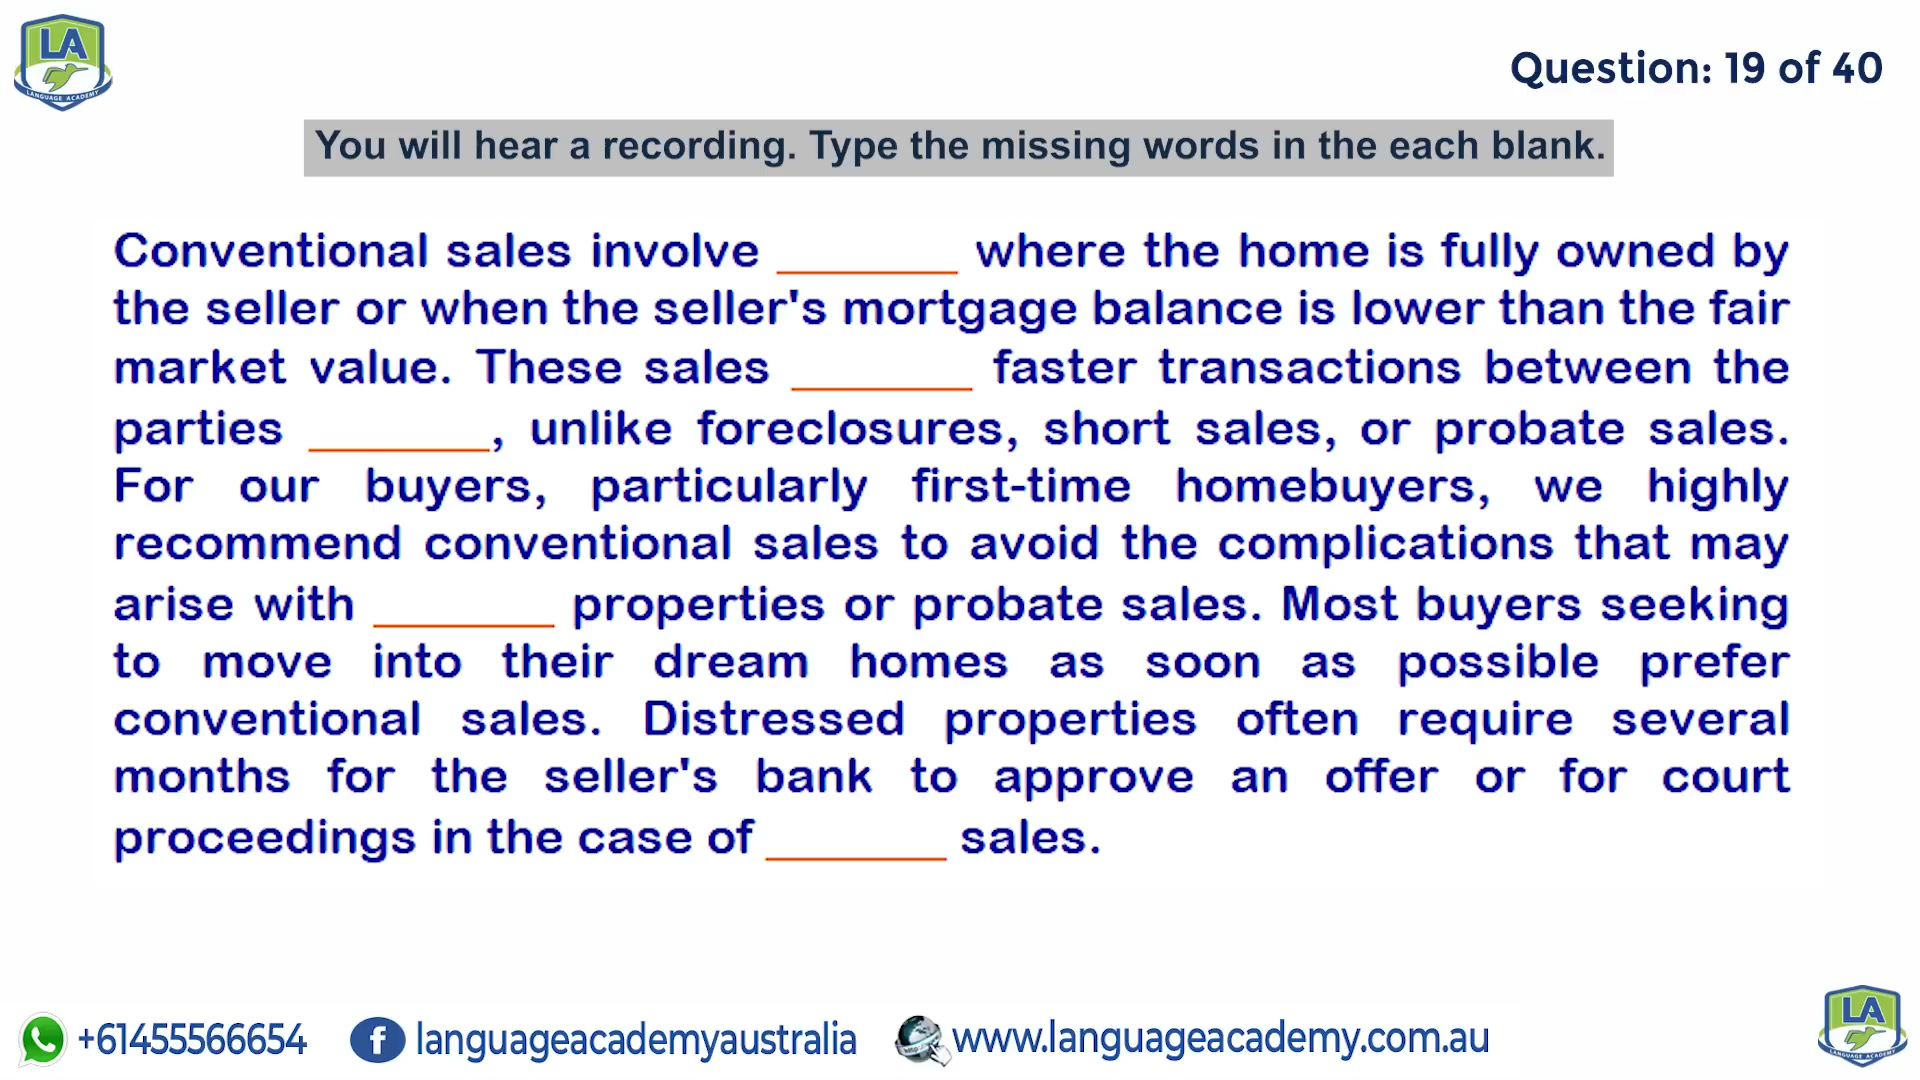 LA
LANGUAGE ACADEMY
Question: 19 of 40
You will hear a recording. Type the missing words in the each blank.
Conventional sales involve ________ where the home is fully owned by
the seller or when the seller's mortgage balance is lower than the fair
market value. These sales ________ faster transactions between the
parties ________, unlike foreclosures, short sales, or probate sales.
For our buyers, particularly first-time homebuyers, we highly
recommend conventional sales to avoid the complications that may
arise with ________ properties or probate sales. Most buyers seeking
to move into their dream homes as soon as possible prefer
conventional sales. Distressed properties often require several
months for the seller's bank to approve an offer or for court
proceedings in the case of ________ sales.
+61455566654
languageacademyaustralia
www.languageacademy.com.au
LA
LANGUAGE ACADEMY